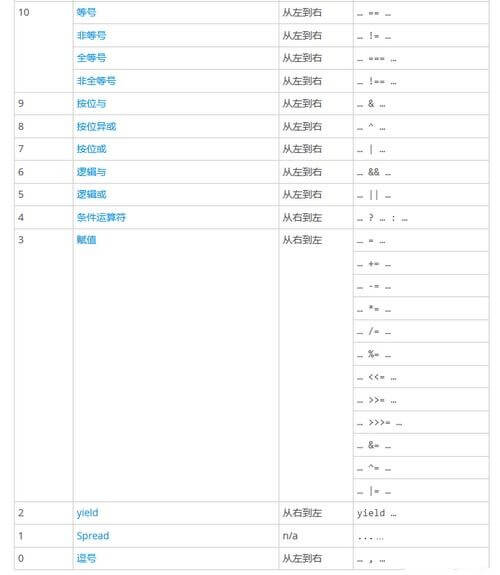 10 等号 从左到右 … == …
非等号 从左到右 … != …
全等号 从左到右 … === …
非全等号 从左到右 … !== …
9 按位与 从左到右 … & …
8 按位异或 从左到右 … ^ …
7 按位或 从左到右 … | …
6 逻辑与 从左到右 … && …
5 逻辑或 从左到右 … || …
4 条件运算符 从右到左 … ? … : …
3 赋值 从右到左 … = …
… += …
… -= …
… *= …
… /= …
… %= …
… <<= …
… >>= …
… >>>= …
… &= …
… ^= …
… |= …
2 yield 从右到左 yield …
1 Spread n/a ... …
0 逗号 从左到右 … , …